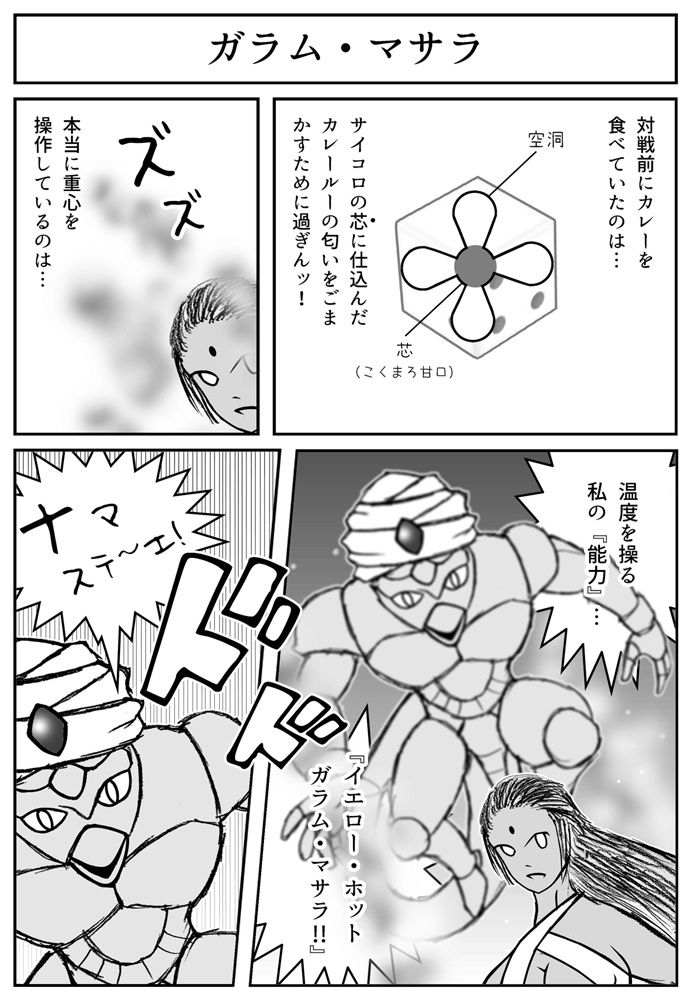 ガラム・マサラ
対戦前にカレーを
食べていたのは…
空洞
芯
(こくまろ甘口)
サイコロの芯に仕込んだ
カレールーの匂いをごま
かすために過ぎんッ！
ズズ
本当に重心を
操作しているのは…
温度を操る
私の『能力』…
『イエロー・ホット
ガラム・マサラ!!』
ドドド
ナマ
ステ〜エ!